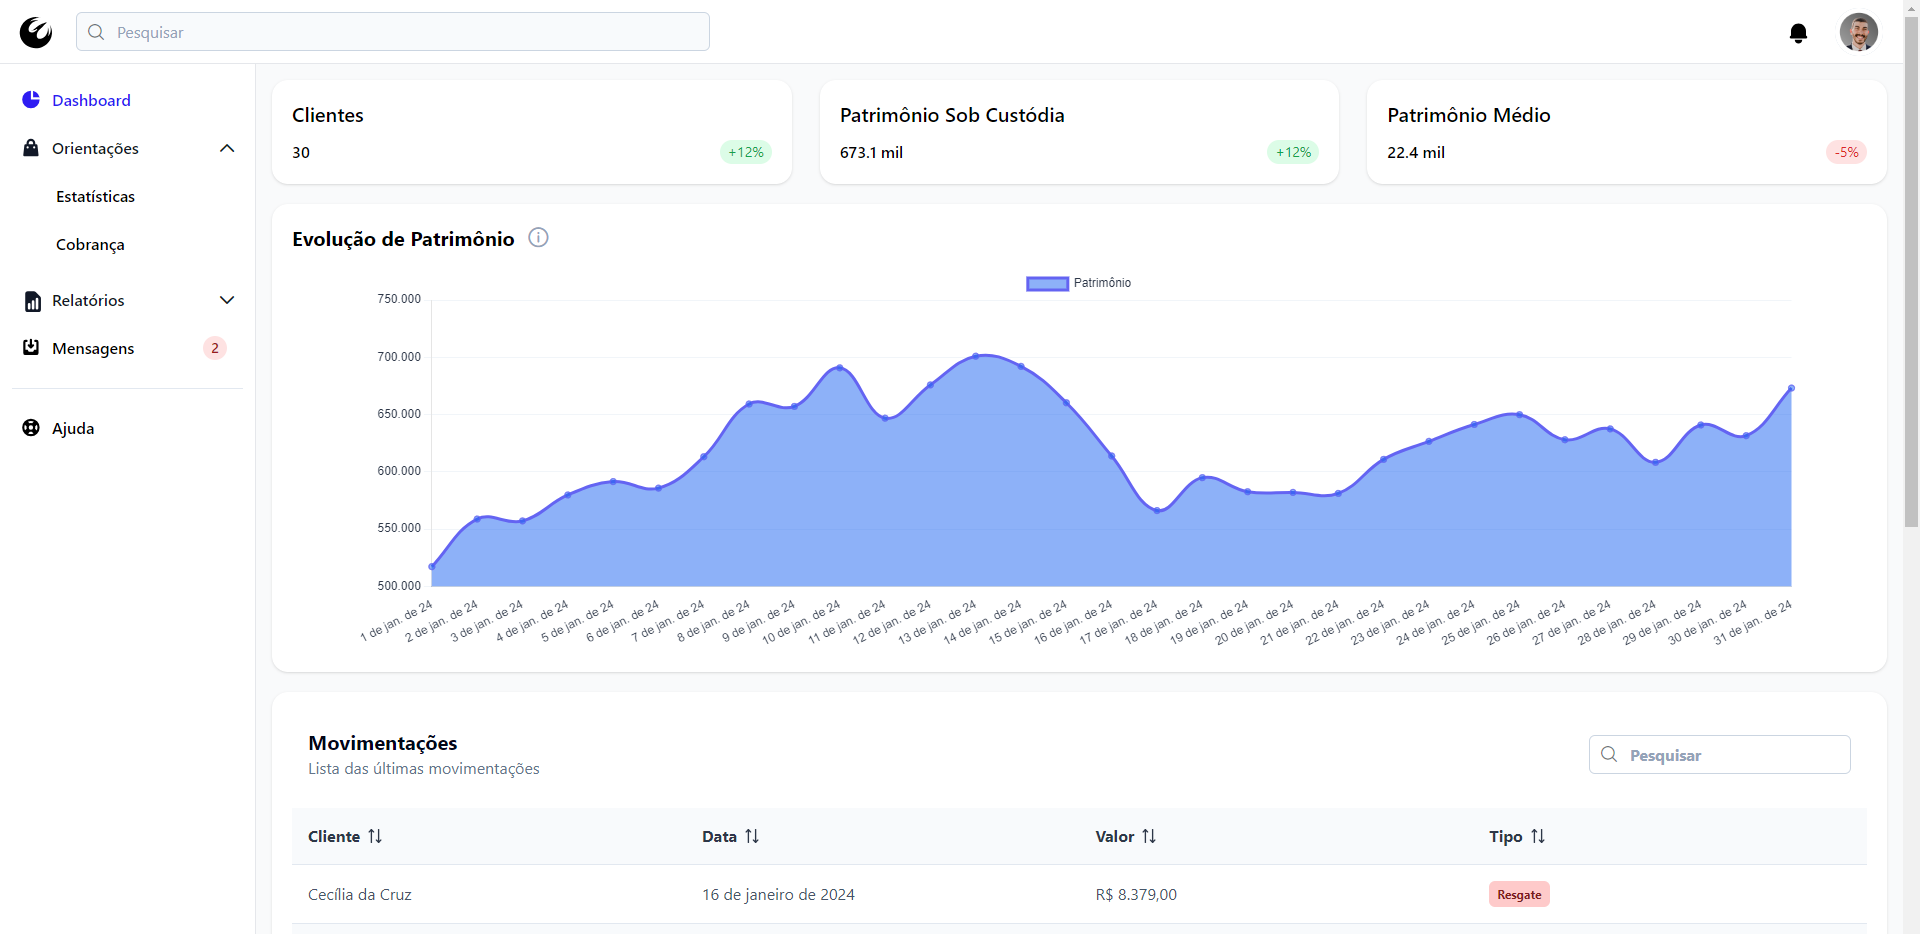 Pesquisar
Dashboard
Orientações
Estatísticas
Cobrança
Relatórios
Mensagens 2
Ajuda
Clientes
30 +12%
Patrimônio Sob Custódia
673.1 mil +12%
Patrimônio Médio
22.4 mil -5%
Evolução de Patrimônio
Patrimônio
750.000
700.000
650.000
600.000
550.000
500.000
1 de jan. de 24
2 de jan. de 24
3 de jan. de 24
4 de jan. de 24
5 de jan. de 24
6 de jan. de 24
7 de jan. de 24
8 de jan. de 24
9 de jan. de 24
10 de jan. de 24
11 de jan. de 24
12 de jan. de 24
13 de jan. de 24
14 de jan. de 24
15 de jan. de 24
16 de jan. de 24
17 de jan. de 24
18 de jan. de 24
19 de jan. de 24
20 de jan. de 24
21 de jan. de 24
22 de jan. de 24
23 de jan. de 24
24 de jan. de 24
25 de jan. de 24
26 de jan. de 24
27 de jan. de 24
28 de jan. de 24
29 de jan. de 24
30 de jan. de 24
31 de jan. de 24
Movimentações
Lista das últimas movimentações
Pesquisar
Cliente Data Valor Tipo
Cecília da Cruz 16 de janeiro de 2024 R$ 8.379,00 Resgate